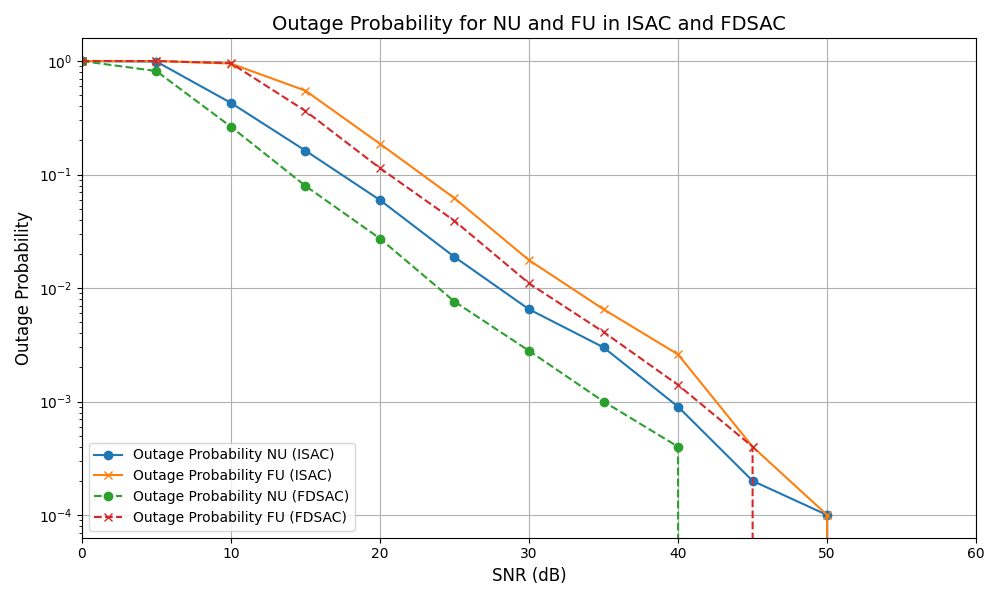 Outage Probability for NU and FU in ISAC and FDSAC
Outage Probability
10⁰
10⁻¹
10⁻²
10⁻³
10⁻⁴
Outage Probability NU (ISAC)
Outage Probability FU (ISAC)
Outage Probability NU (FDSAC)
Outage Probability FU (FDSAC)
0 10 20 30 40 50 60
SNR (dB)